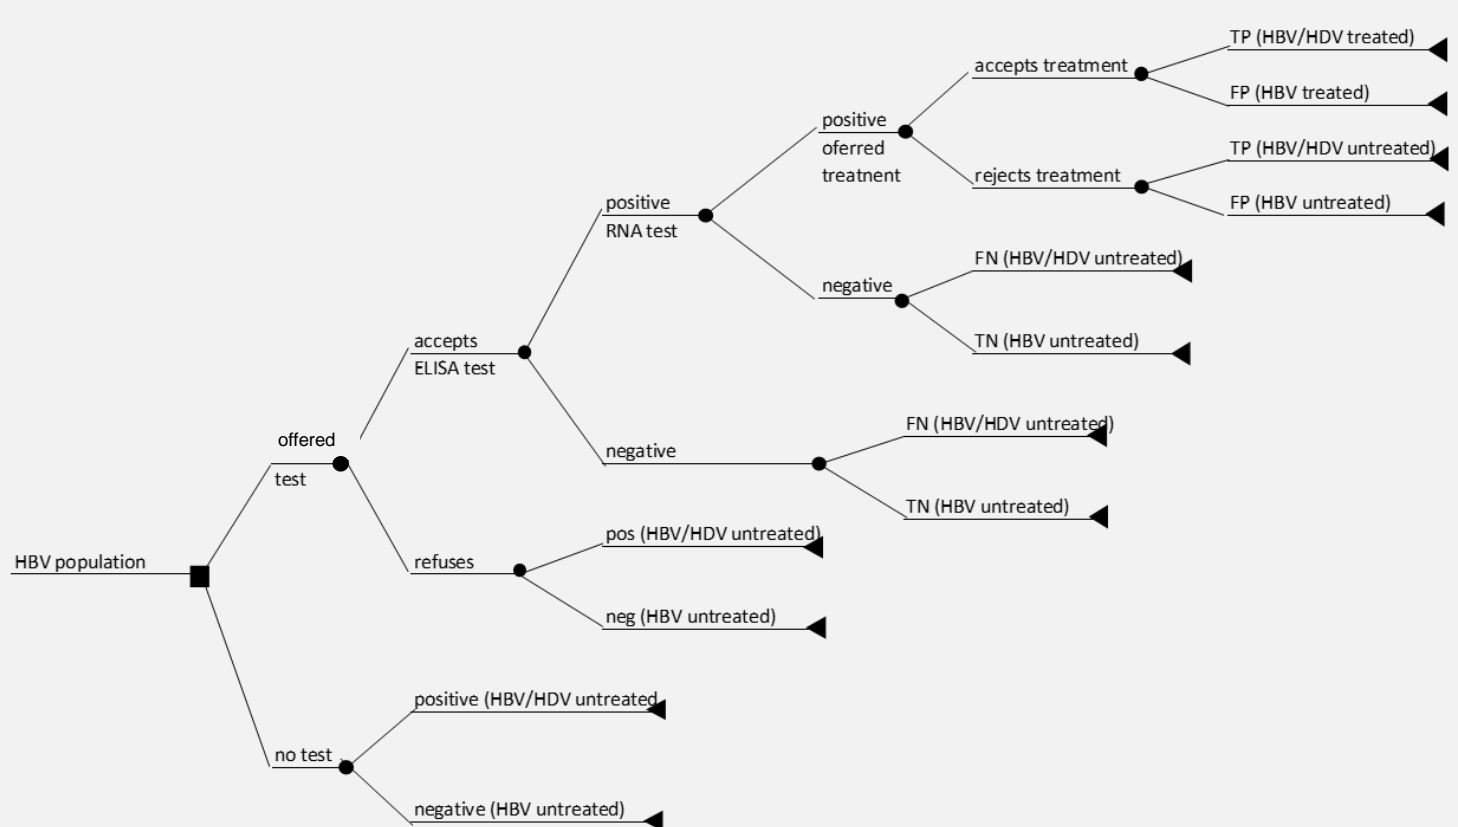 TP (HBV/HDV treated)
accepts treatment
FP (HBV treated)
positive
oferred
treatnent
TP (HBV/HDV untreated)
rejects treatment
FP (HBV untreated)
positive
RNA test
FN (HBV/HDV untreated)
negative
TN (HBV untreated)
accepts
ELISA test
FN (HBV/HDV untreated)
offered
test
negative
TN (HBV untreated)
pos (HBV/HDV untreated)
HBV population
refuses
neg (HBV untreated)
positive (HBV/HDV untreated
no test
negative (HBV untreated)